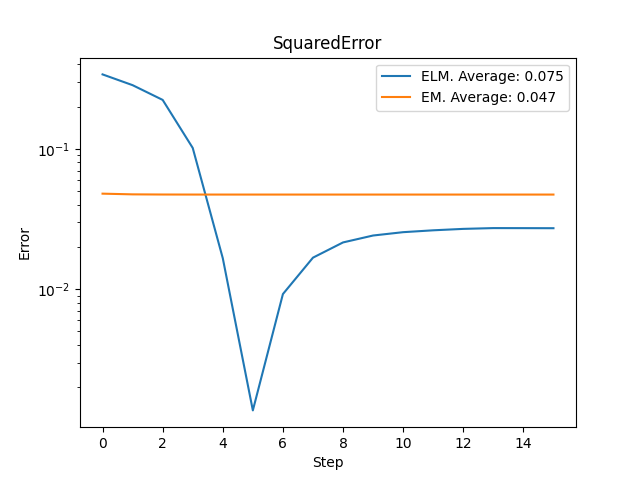 SquaredError
ELM. Average: 0.075
EM. Average: 0.047
Error
10⁻¹
10⁻²
0 2 4 6 8 10 12 14
Step